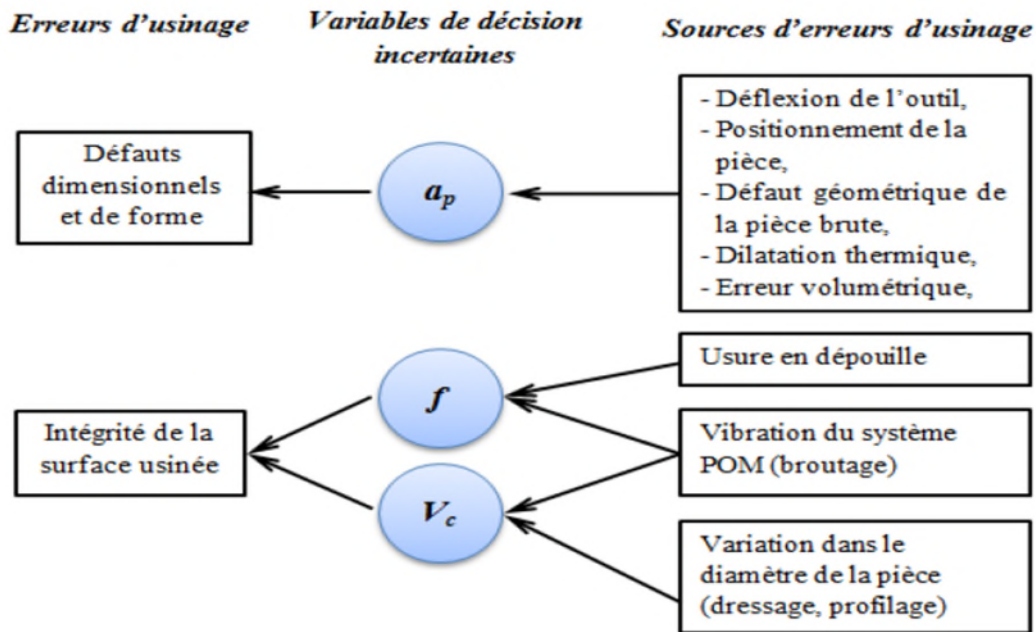 Erreurs d'usinage
Variables de décision
incertaines
Sources d'erreurs d'usinage
Défauts
dimensionnels
et de forme
a_p
- Déflexion de l'outil,
- Positionnement de la
pièce,
- Défaut géométrique de
la pièce brute,
- Dilatation thermique,
- Erreur volumétrique,
Intégrité de la
surface usinée
f
V_c
Usure en dépouille
Vibration du système
POM (broutage)
Variation dans le
diamètre de la pièce
(dressage, profilage)